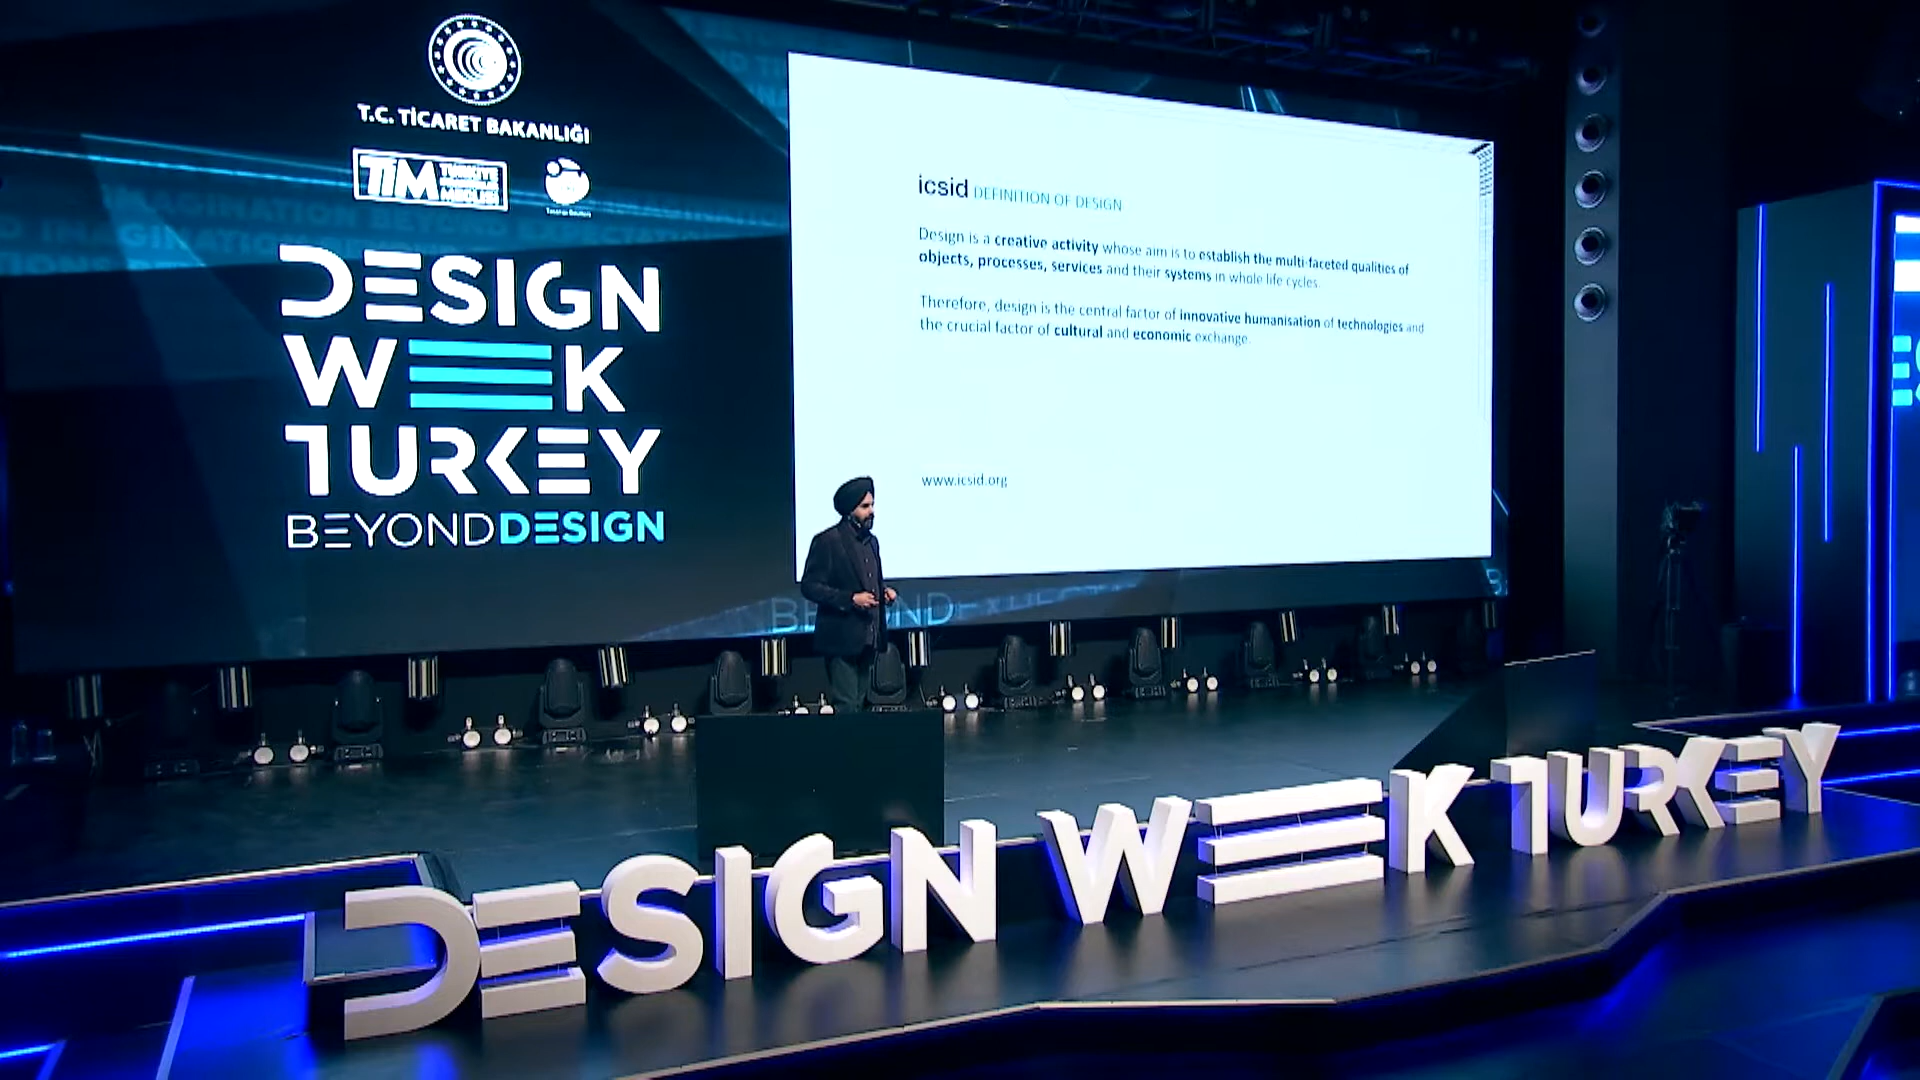 T.C. TİCARET BAKANLIĞI
TİM
DESIGN
WEEK
TURKEY
BEYONDDESIGN
icsid DEFINITION OF DESIGN
Design is a creative activity whose aim is to establish the multi-faceted qualities of
objects, processes, services and their systems in whole life cycles.
Therefore, design is the central factor of innovative humanisation of technologies and
the crucial factor of cultural and economic exchange.
www.icsid.org
BEYOND
DESIGN WEEK TURKEY